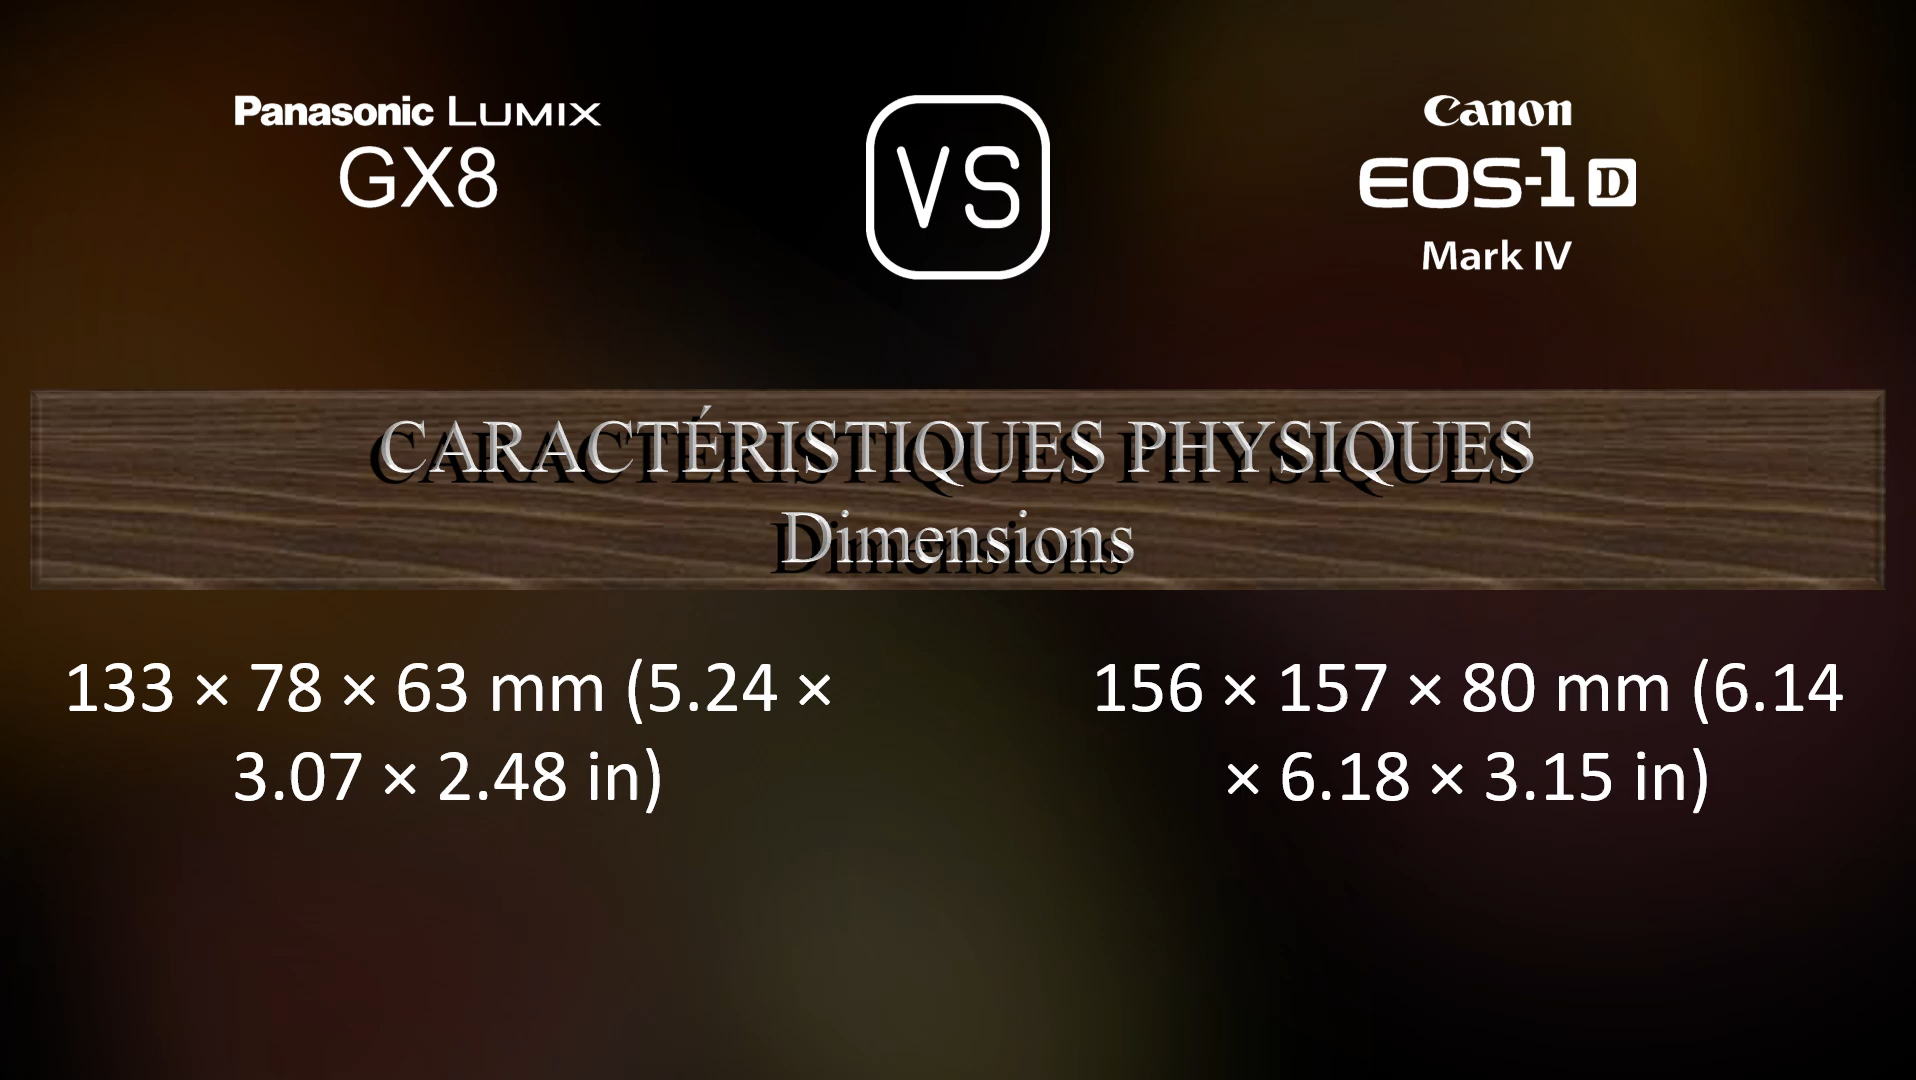 Panasonic LUMIX
GX8
VS
Canon
EOS-1 D
Mark IV
CARACTÉRISTIQUES PHYSIQUES
Dimensions
133 × 78 × 63 mm (5.24 ×
3.07 × 2.48 in)
156 × 157 × 80 mm (6.14
× 6.18 × 3.15 in)